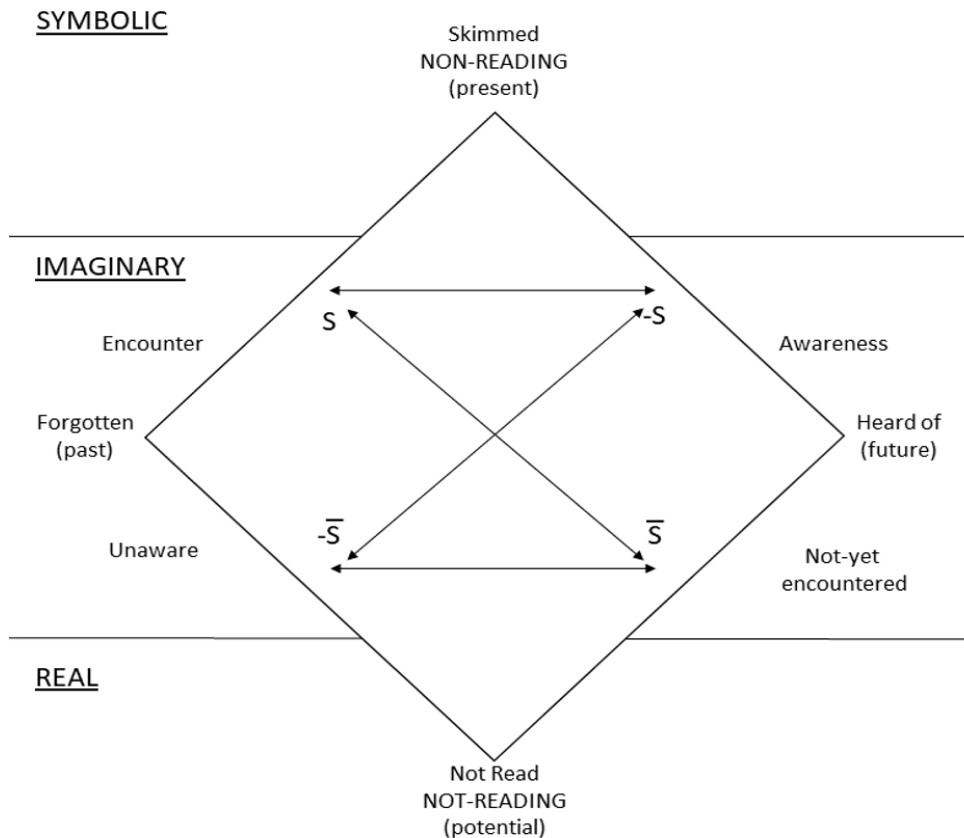 SYMBOLIC
Skimmed
NON-READING
(present)
IMAGINARY
S
-S
Encounter
Awareness
Forgotten
(past)
Heard of
(future)
-S̅
S̅
Unaware
Not-yet
encountered
REAL
Not Read
NOT-READING
(potential)